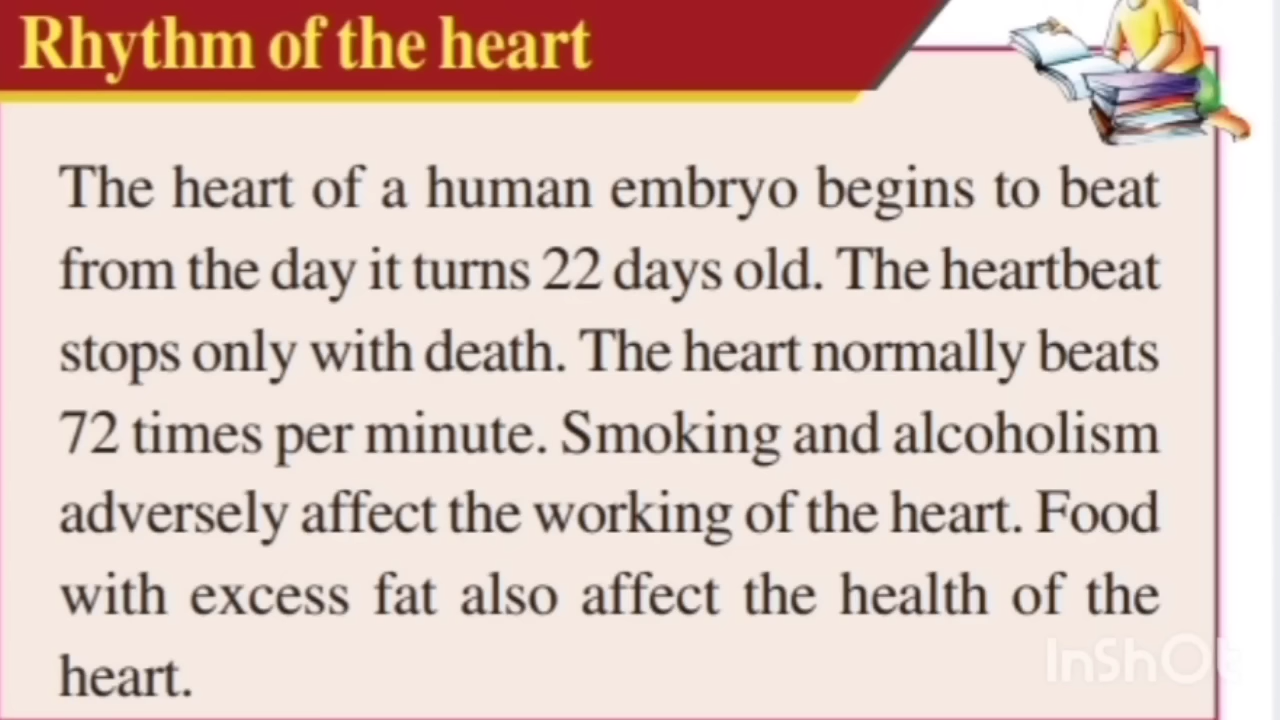 Rhythm of the heart
The heart of a human embryo begins to beat
from the day it turns 22 days old. The heartbeat
stops only with death. The heart normally beats
72 times per minute. Smoking and alcoholism
adversely affect the working of the heart. Food
with excess fat also affect the health of the
heart.
InShOt